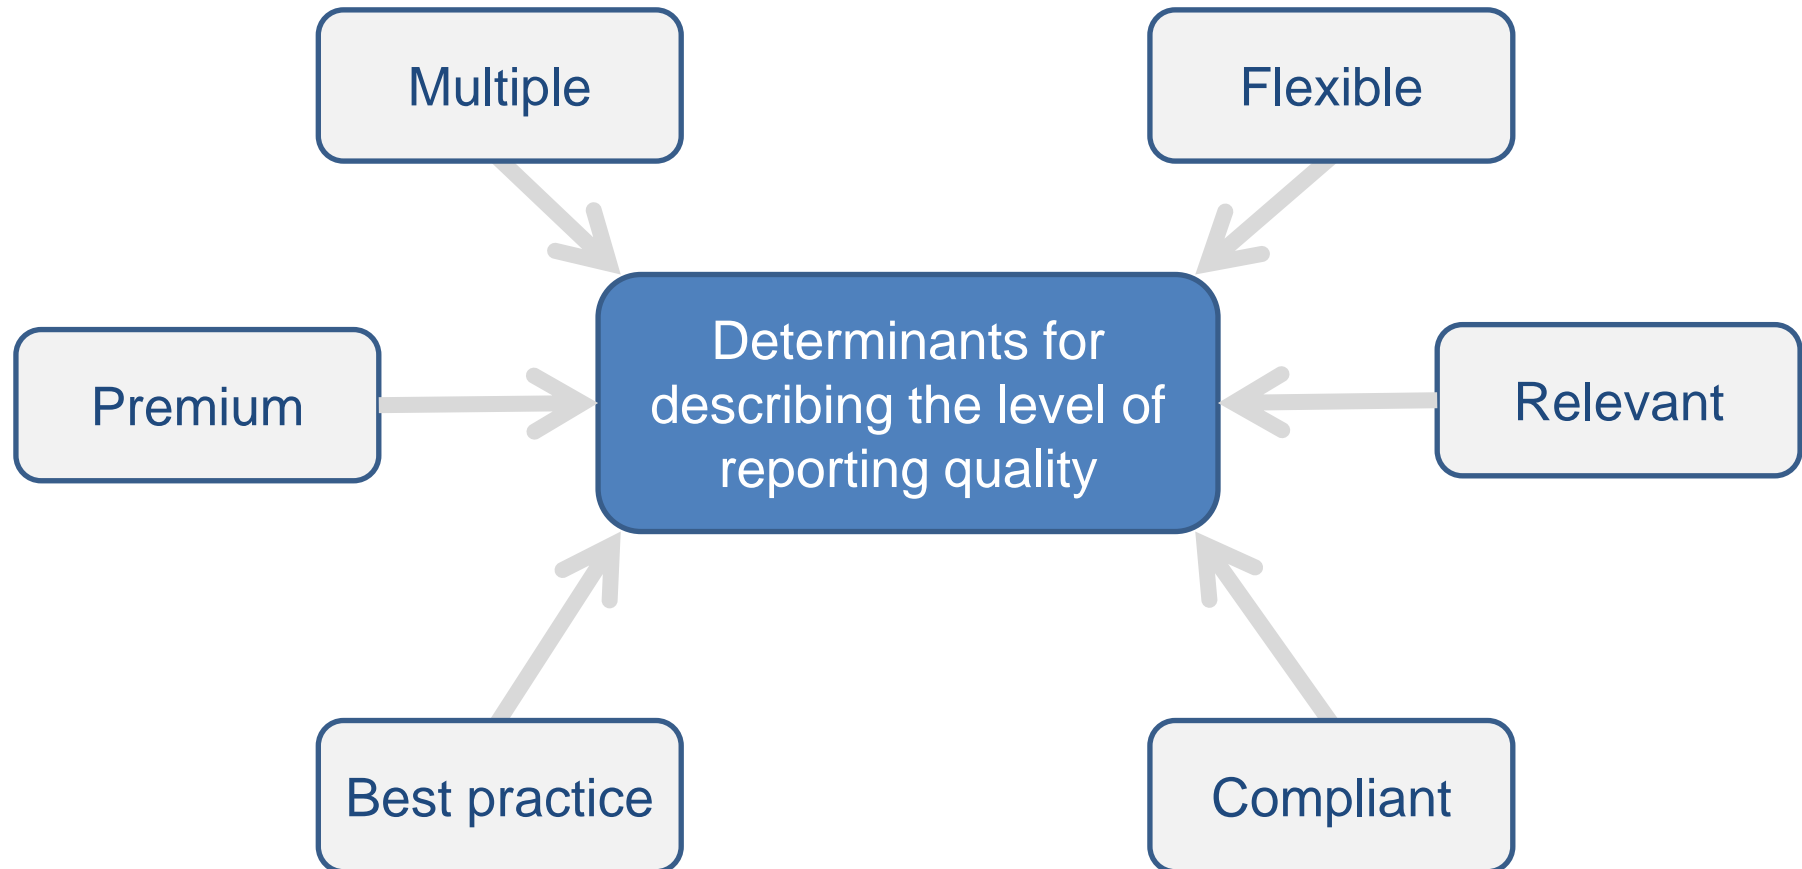 Multiple
Flexible
Determinants for
describing the level of
reporting quality
Premium
Relevant
Best practice
Compliant